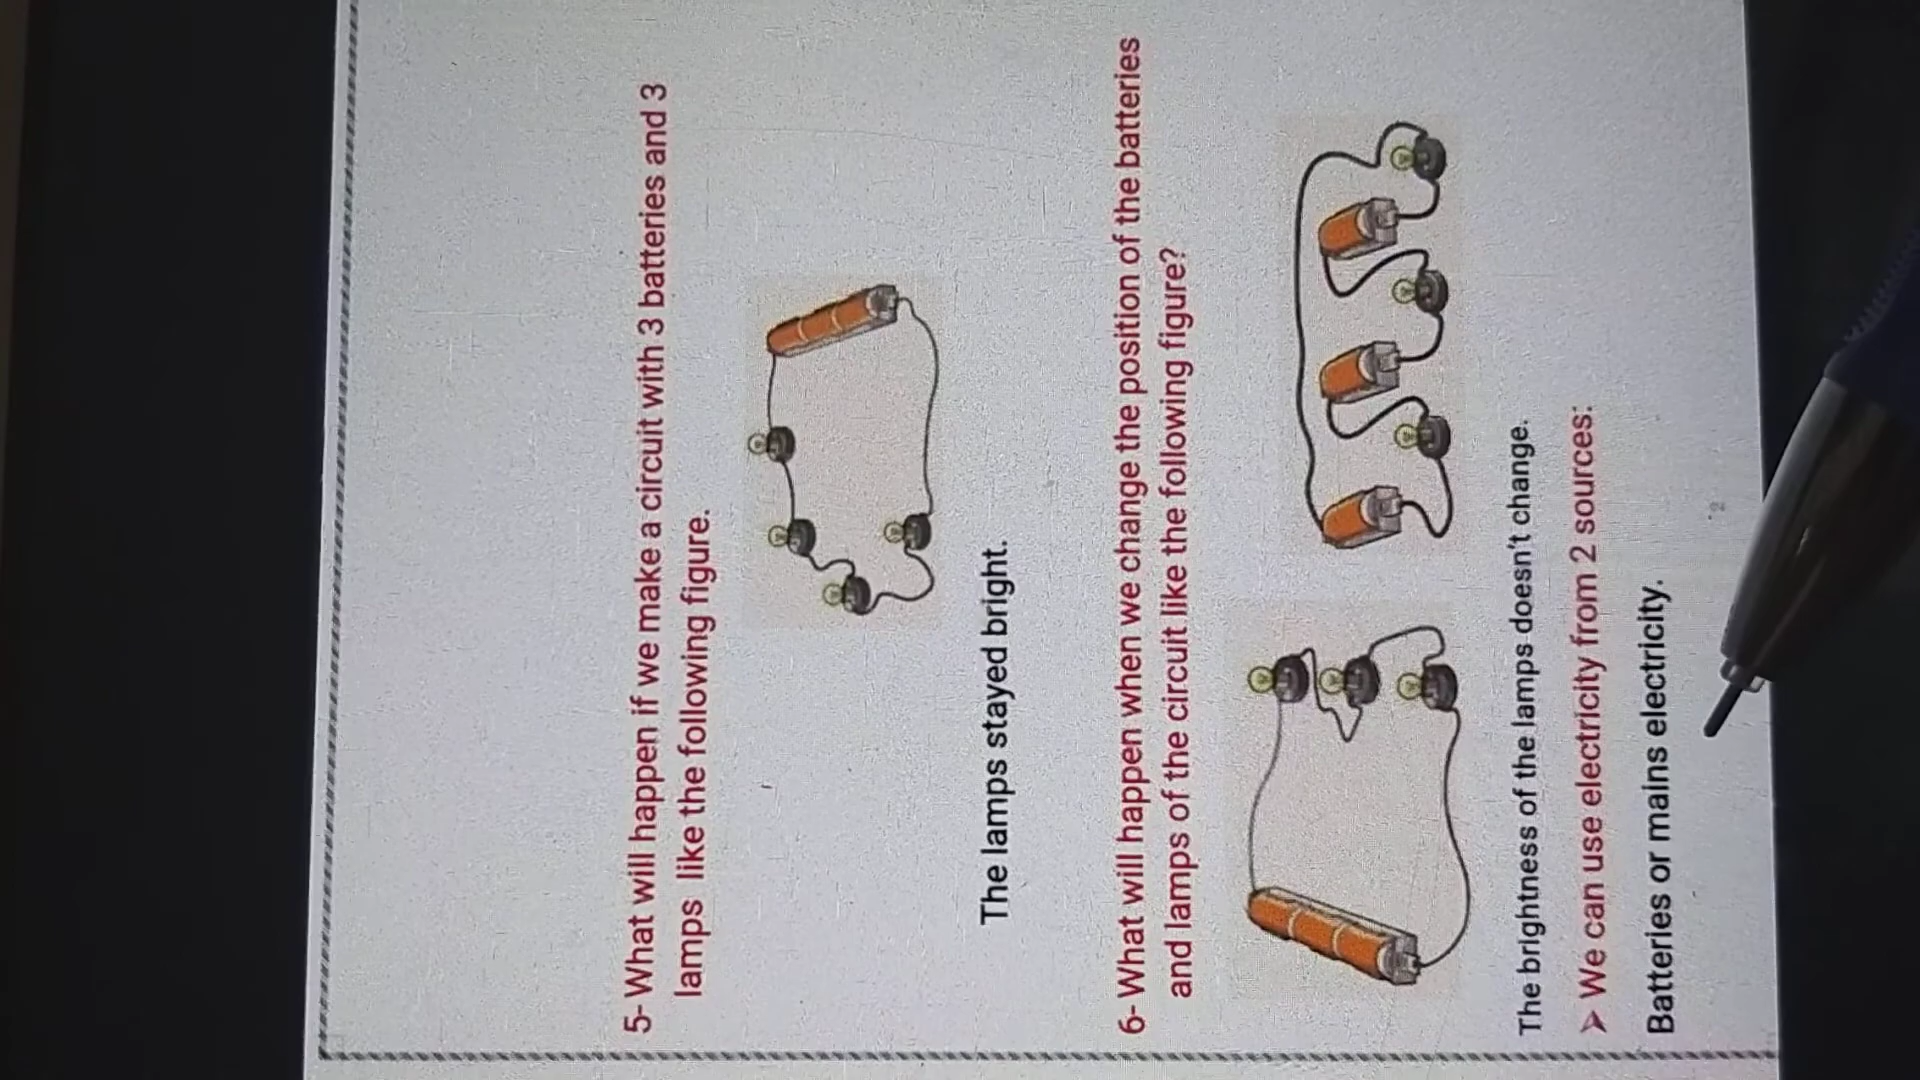 5- What will happen if we make a circuit with 3 batteries and 3
lamps like the following figure.
The lamps stayed bright.
6- What will happen when we change the position of the batteries
and lamps of the circuit like the following figure?
The brightness of the lamps doesn't change.
➤ We can use electricity from 2 sources:
Batteries or mains electricity.